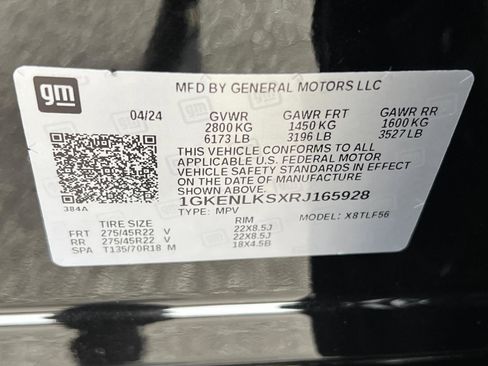 gm
MFD BY GENERAL MOTORS LLC
04/24 GVWR GAWR FRT GAWR RR
2800 KG 1450 KG 1600 KG
6173 LB 3196 LB 3527 LB
THIS VEHICLE CONFORMS TO ALL
APPLICABLE U.S. FEDERAL MOTOR
VEHICLE SAFETY STANDARDS IN EFFECT
ON THE DATE OF MANUFACTURE
SHOWN ABOVE.
384A 1GKENLKSXRJ165928
TYPE: MPV MODEL: X8TLF56
TIRE SIZE RIM
FRT 275/45R22 V 22X8.5J
RR 275/45R22 V 22X8.5J
SPA T135/70R18 M 18X4.5B